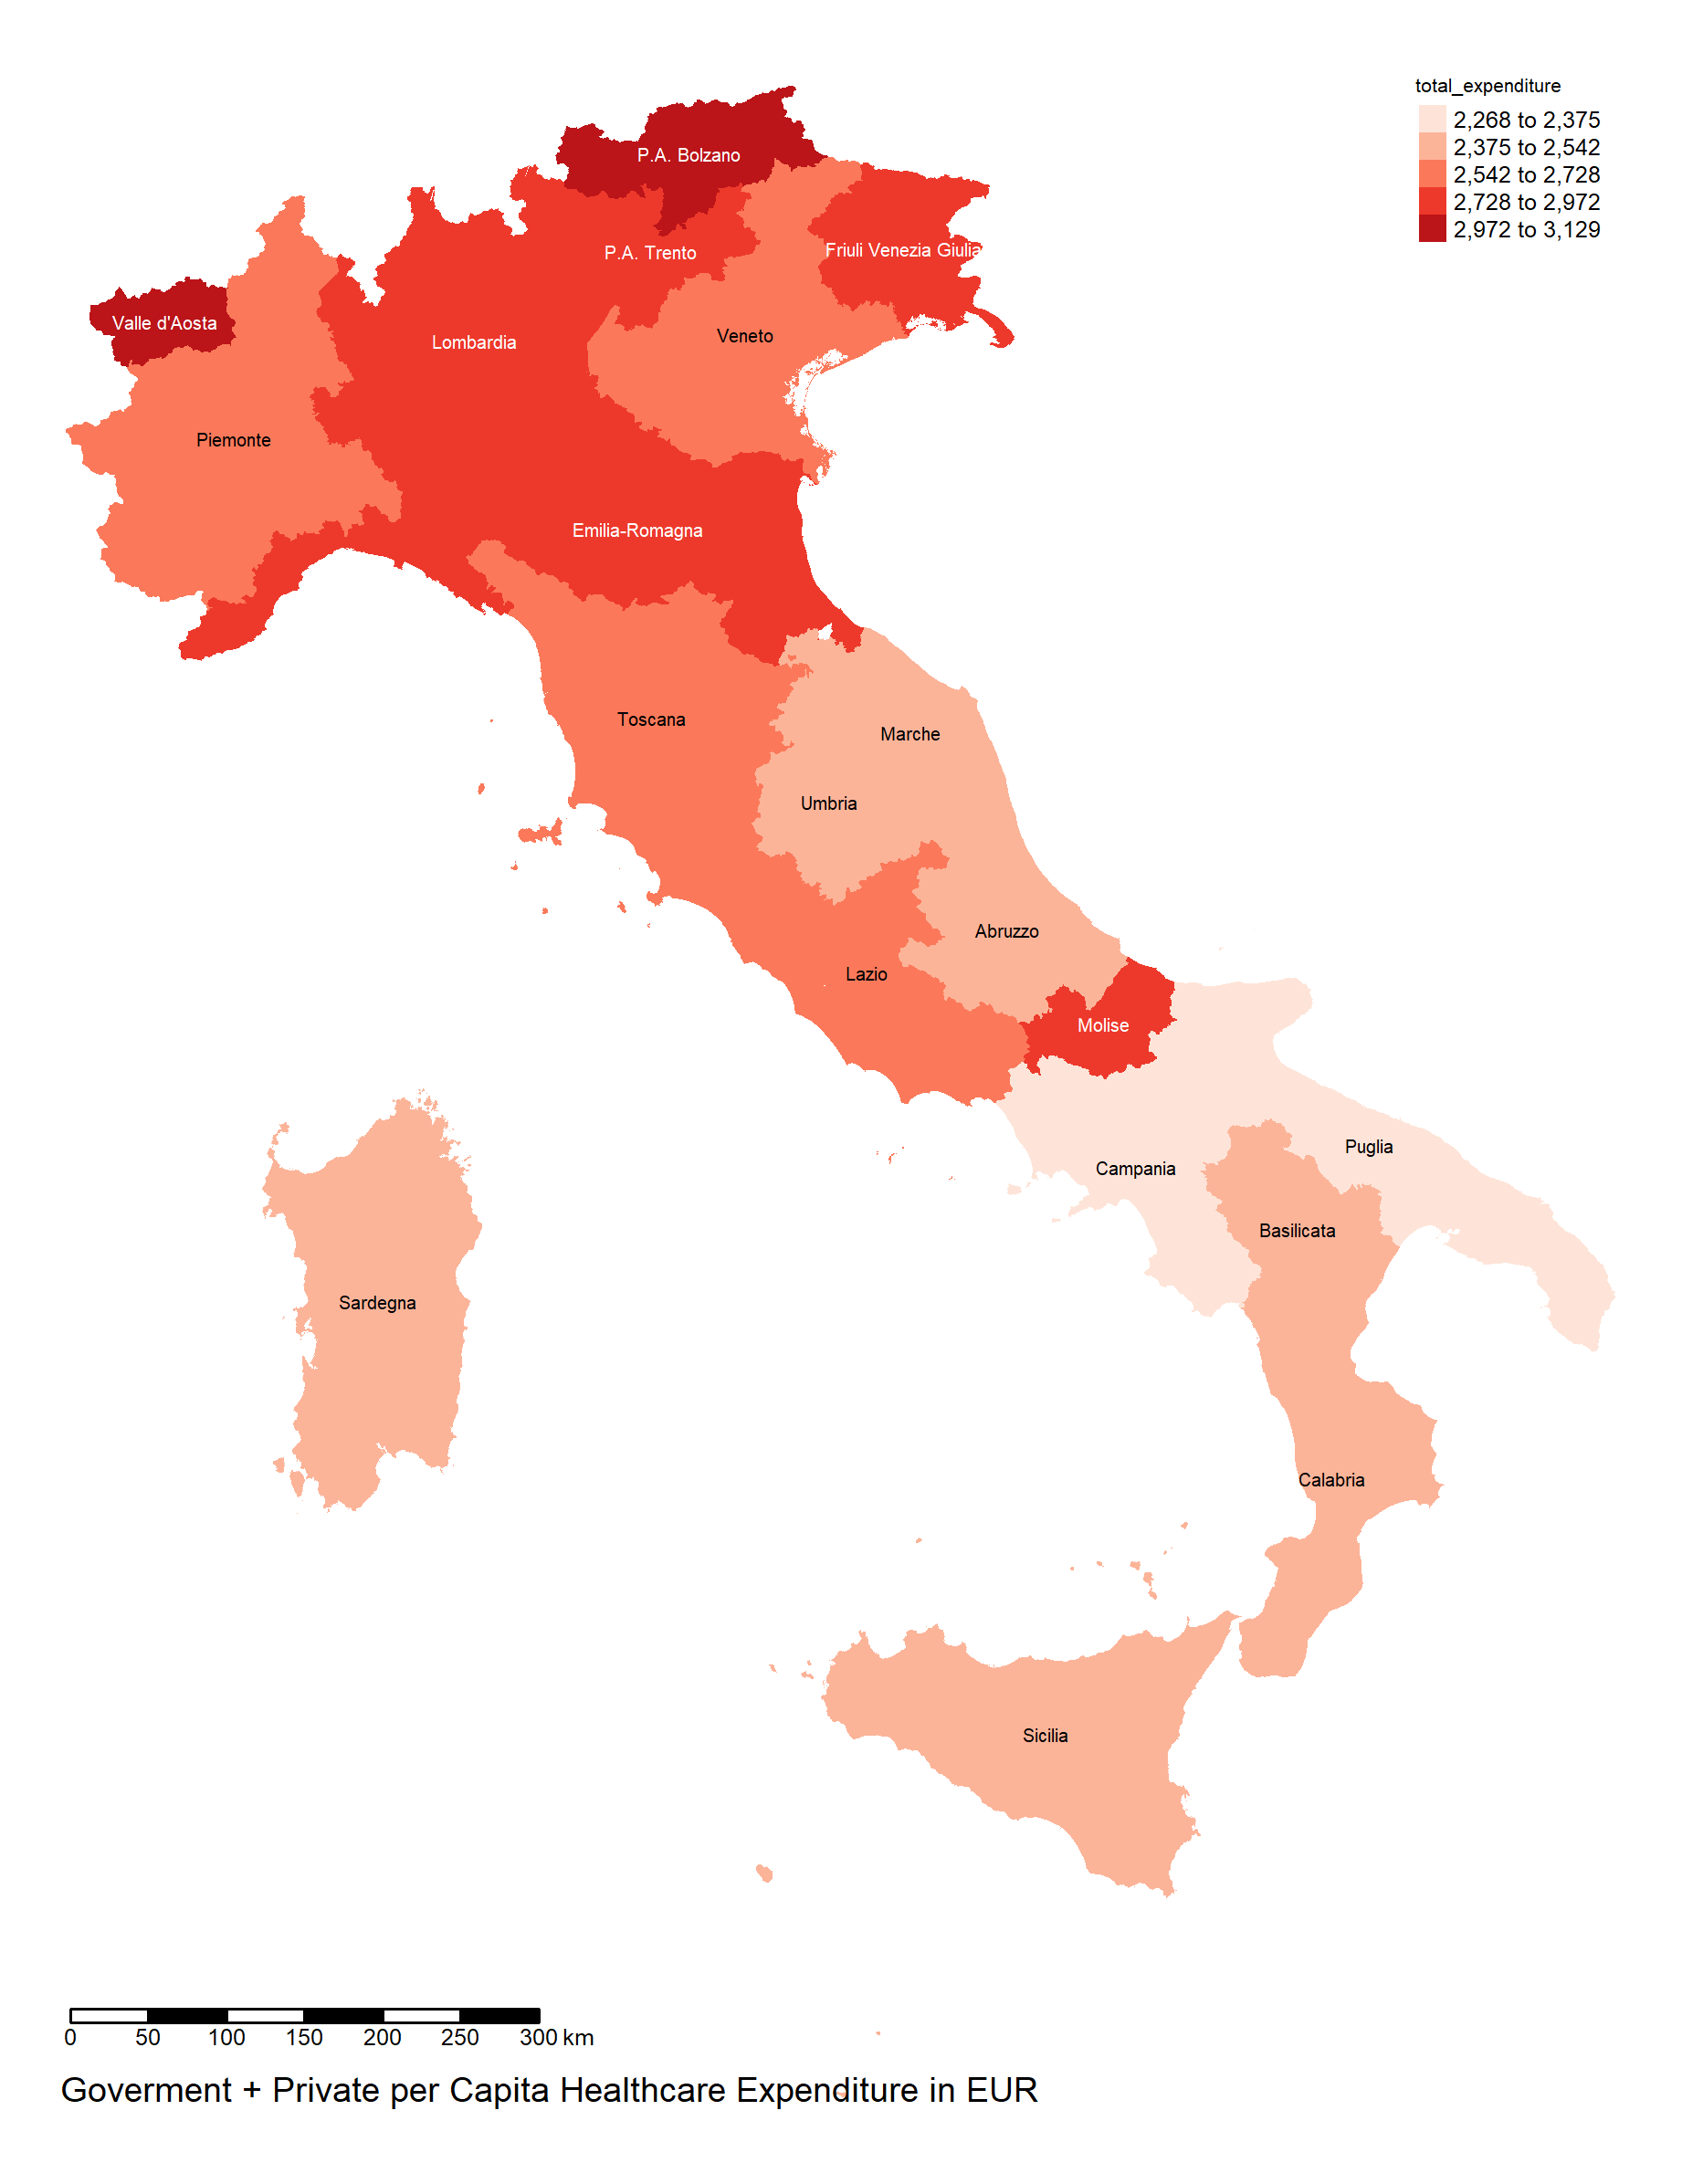 total_expenditure
2,268 to 2,375
2,375 to 2,542
2,542 to 2,728
2,728 to 2,972
2,972 to 3,129
P.A. Bolzano
P.A. Trento
Friuli Venezia Giulia
Valle d'Aosta
Lombardia
Veneto
Piemonte
Emilia-Romagna
Toscana
Marche
Umbria
Abruzzo
Lazio
Molise
Puglia
Campania
Basilicata
Sardegna
Calabria
Sicilia
0 50 100 150 200 250 300 km
Goverment + Private per Capita Healthcare Expenditure in EUR